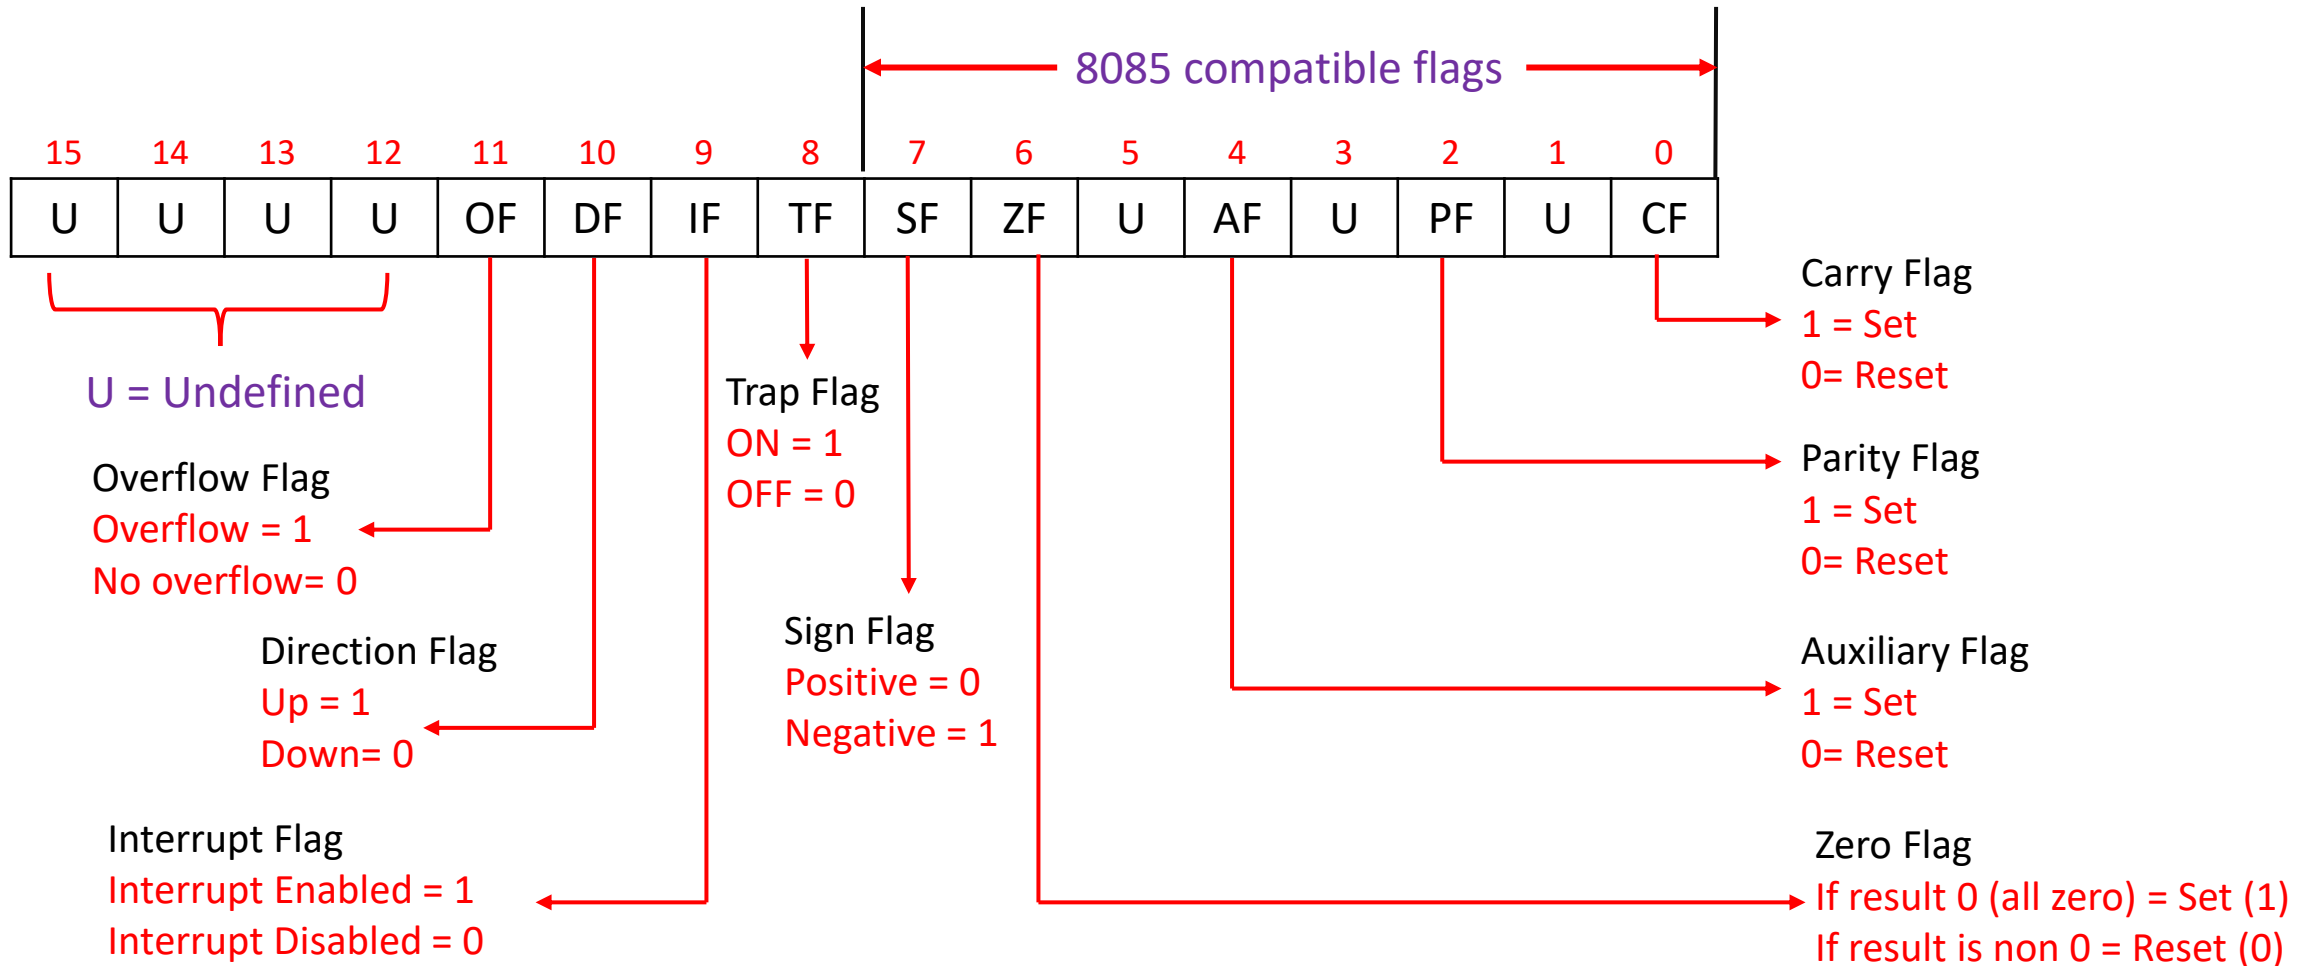 8085 compatible flags
15 14 13 12 11 10 9 8 7 6 5 4 3 2 1 0
U U U U OF DF IF TF SF ZF U AF U PF U CF
U = Undefined
Overflow Flag
Overflow = 1
No overflow= 0
Direction Flag
Up = 1
Down= 0
Interrupt Flag
Interrupt Enabled = 1
Interrupt Disabled = 0
Trap Flag
ON = 1
OFF = 0
Sign Flag
Positive = 0
Negative = 1
Carry Flag
1 = Set
0= Reset
Parity Flag
1 = Set
0= Reset
Auxiliary Flag
1 = Set
0= Reset
Zero Flag
If result 0 (all zero) = Set (1)
If result is non 0 = Reset (0)